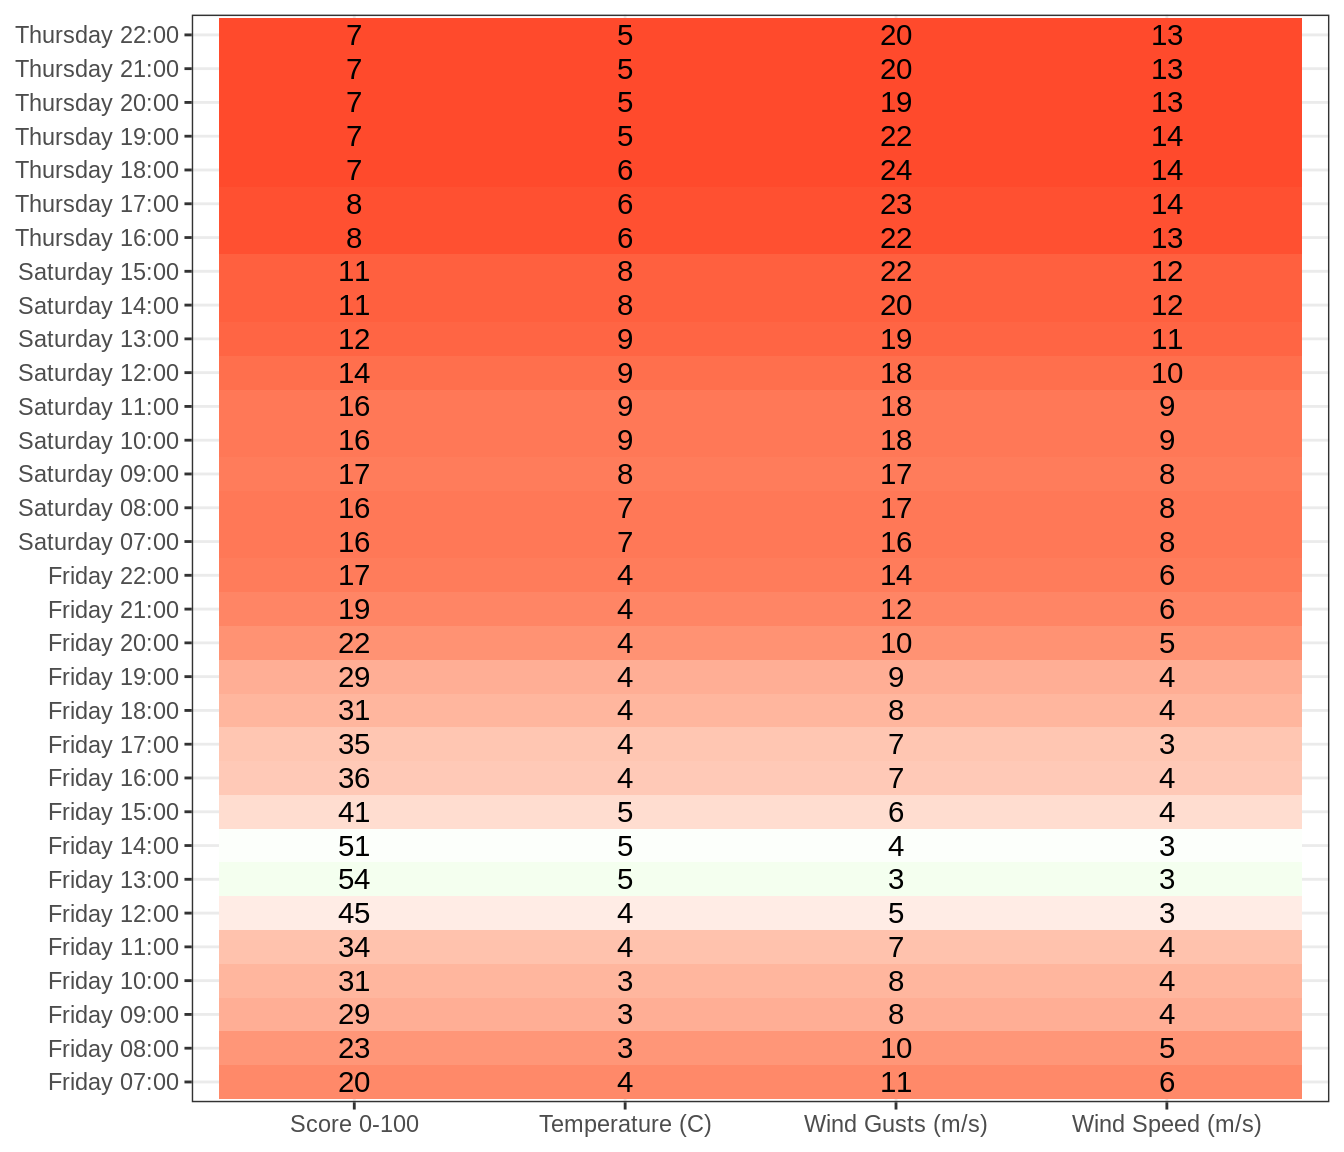 Thursday 22:00 7 5 20 13
Thursday 21:00 7 5 20 13
Thursday 20:00 7 5 19 13
Thursday 19:00 7 5 22 14
Thursday 18:00 7 6 24 14
Thursday 17:00 8 6 23 14
Thursday 16:00 8 6 22 13
Saturday 15:00 11 8 22 12
Saturday 14:00 11 8 20 12
Saturday 13:00 12 9 19 11
Saturday 12:00 14 9 18 10
Saturday 11:00 16 9 18 9
Saturday 10:00 16 9 18 9
Saturday 09:00 17 8 17 8
Saturday 08:00 16 7 17 8
Saturday 07:00 16 7 16 8
Friday 22:00 17 4 14 6
Friday 21:00 19 4 12 6
Friday 20:00 22 4 10 5
Friday 19:00 29 4 9 4
Friday 18:00 31 4 8 4
Friday 17:00 35 4 7 3
Friday 16:00 36 4 7 4
Friday 15:00 41 5 6 4
Friday 14:00 51 5 4 3
Friday 13:00 54 5 3 3
Friday 12:00 45 4 5 3
Friday 11:00 34 4 7 4
Friday 10:00 31 3 8 4
Friday 09:00 29 3 8 4
Friday 08:00 23 3 10 5
Friday 07:00 20 4 11 6
Score 0-100 Temperature (C) Wind Gusts (m/s) Wind Speed (m/s)